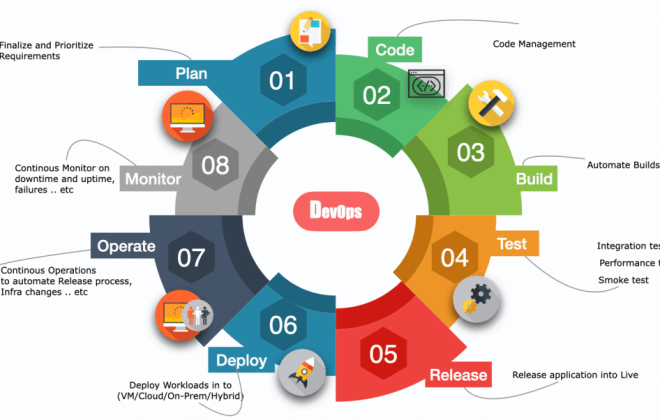 Finalize and Prioritize
Requirements
Plan
01
Code
02
Code Management
03
Build
Automate Builds
04
Test
Integration
Performance
Smoke test
05
Release
Release application into Live
06
Deploy
Deploy Workloads in to
(VM/Cloud/On-Prem/Hybrid)
07
Operate
Continous Operations
to automate Release process,
Infra changes .. etc
08
Monitor
Continous Monitor on
downtime and uptime,
failures .. etc
DevOps